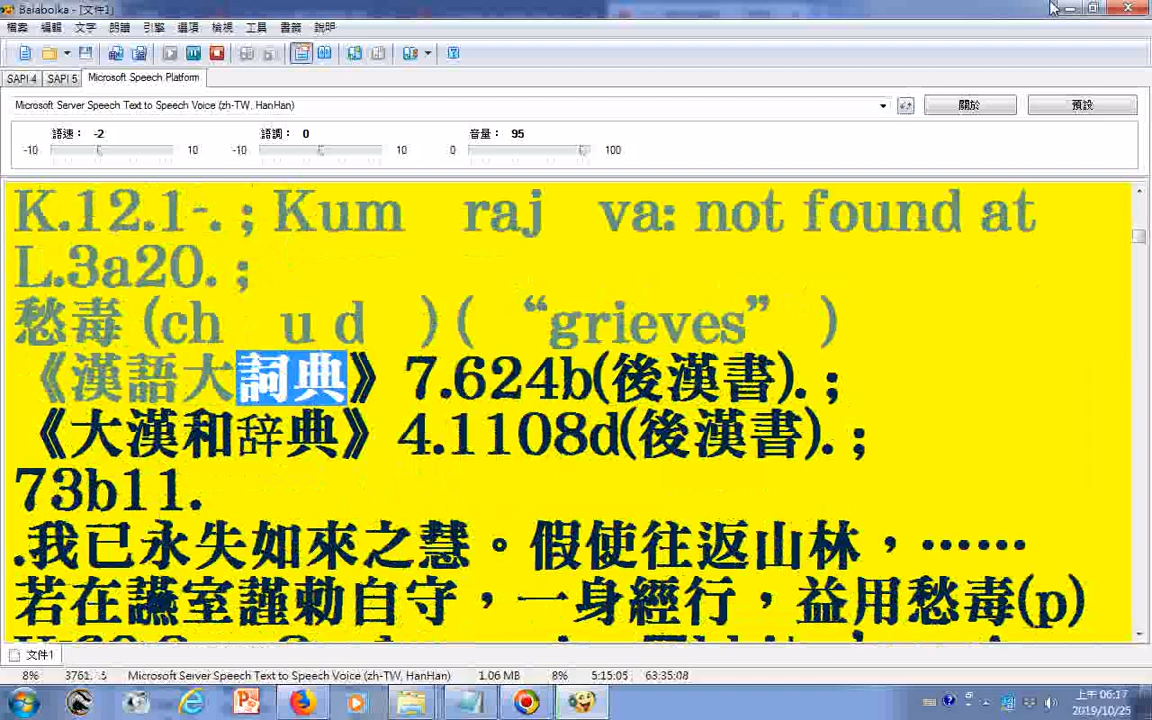 Balabolka - [文件1]
檔案 編輯 文字 朗讀 引擎 選項 檢視 工具 書籤 說明
SAPI 4 SAPI 5 Microsoft Speech Platform
Microsoft Server Speech Text to Speech Voice (zh-TW, HanHan) 關於 預設
語速： -2 語調： 0 音量： 95
-10 10 -10 10 0 100
K.12.1-. ; Kum raj va: not found at
L.3a20. ;
愁毒 (ch u d )( “grieves” )
《漢語大詞典》 7.624b(後漢書). ;
《大漢和辞典》 4.1108d(後漢書). ;
73b11.
.我已永失如來之慧。假使往返山林，……
若在讌室謹勅自守，一身經行，益用愁毒(p)
文件1
8% Microsoft Server Speech Text to Speech Voice (zh-TW, HanHan) 1.06 MB 8% 5:15:05 63:35:08
上午 06:17
2019/10/25